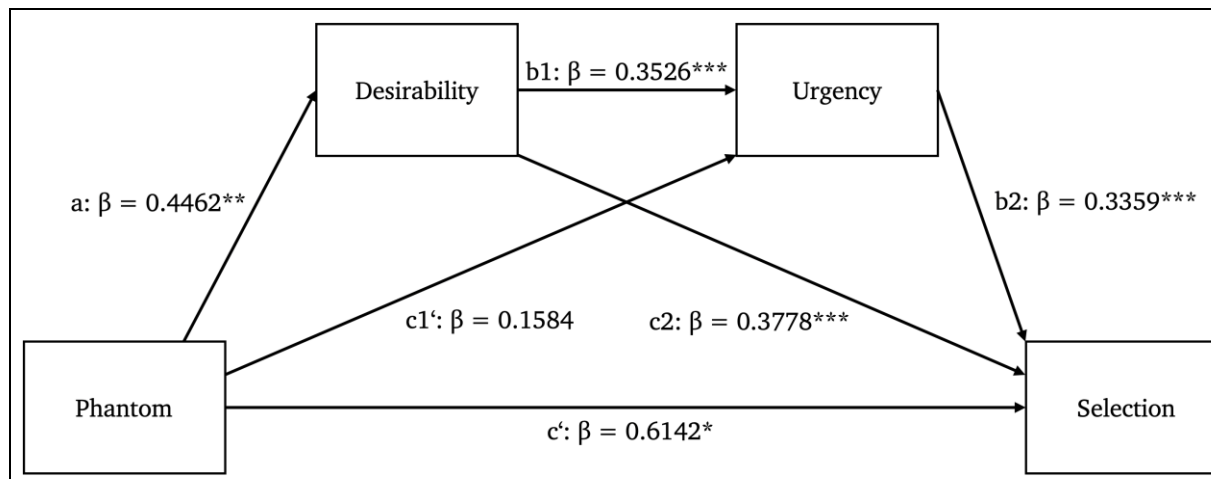 Desirability
b1: β = 0.3526***
Urgency
a: β = 0.4462**
b2: β = 0.3359***
c1‘: β = 0.1584
c2: β = 0.3778***
Phantom
c‘: β = 0.6142*
Selection